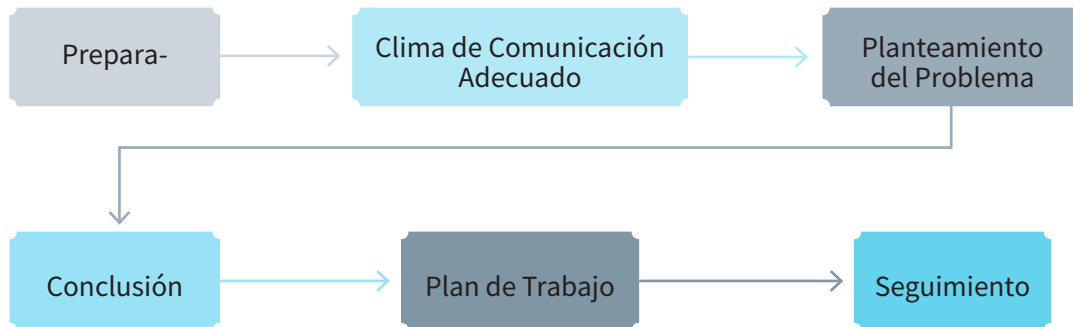 Prepara-
Clima de Comunicación
Adecuado
Planteamiento
del Problema
Conclusión
Plan de Trabajo
Seguimiento